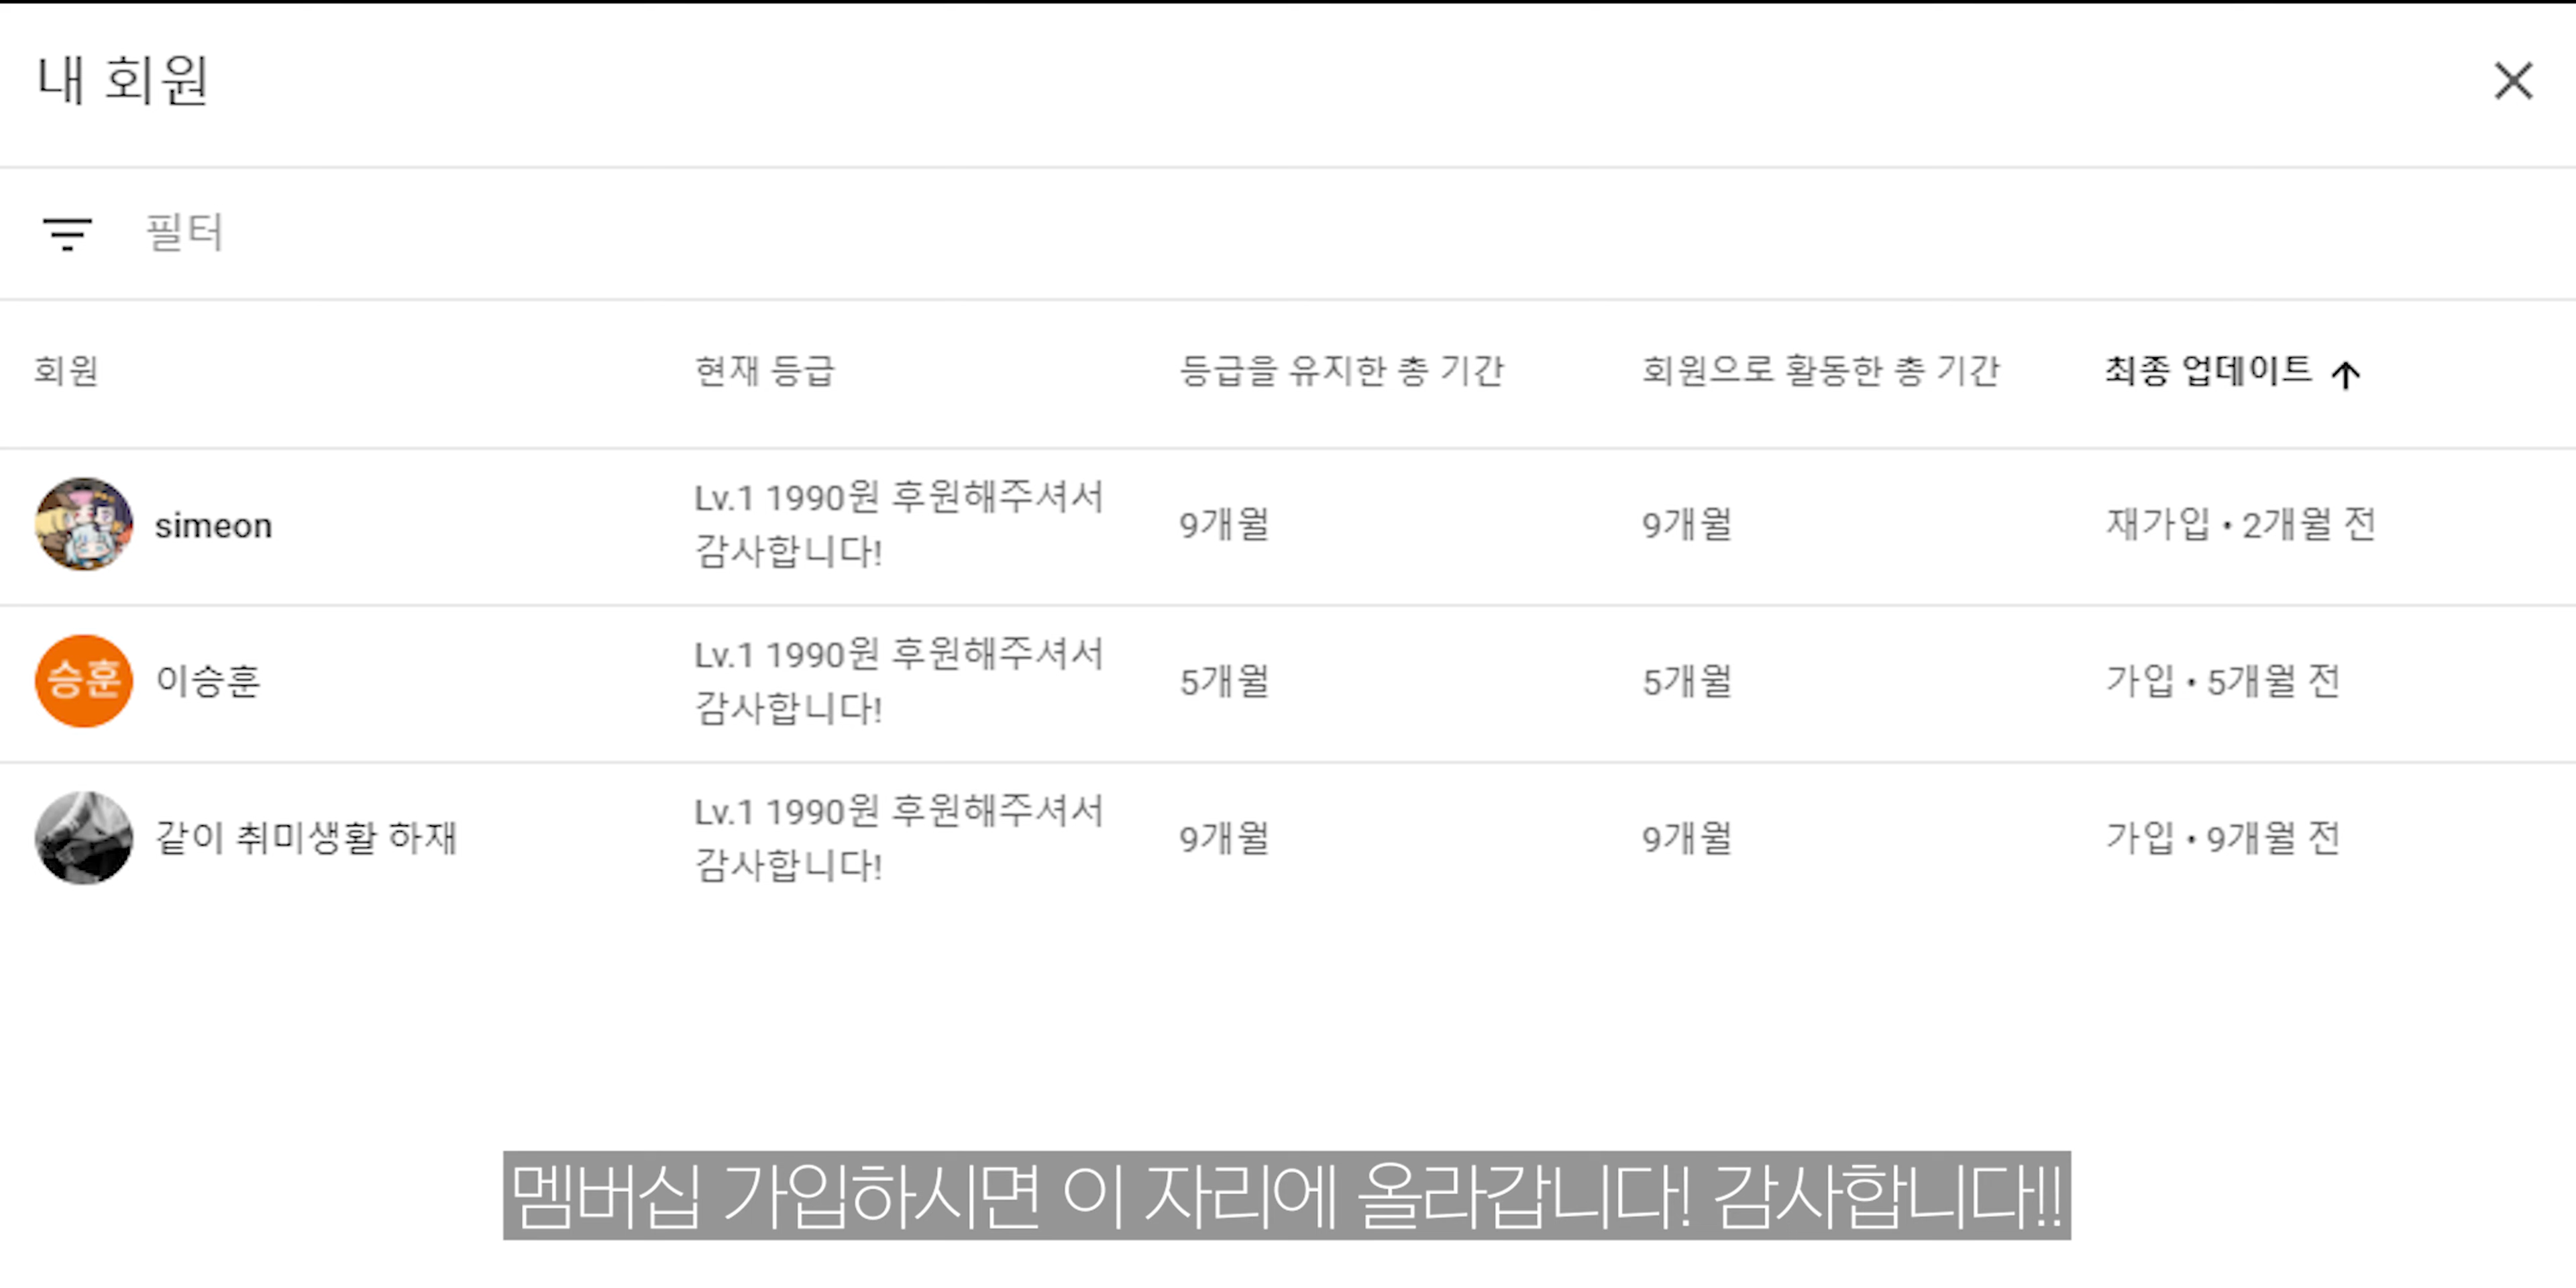 내 회원
필터
회원 현재 등급 등급을 유지한 총 기간 회원으로 활동한 총 기간 최종 업데이트
simeon Lv.1 1990원 후원해주셔서 감사합니다! 9개월 9개월 재가입 • 2개월 전
승훈 이승훈 Lv.1 1990원 후원해주셔서 감사합니다! 5개월 5개월 가입 • 5개월 전
같이 취미생활 하재 Lv.1 1990원 후원해주셔서 감사합니다! 9개월 9개월 가입 • 9개월 전
멤버십 가입하시면 이 자리에 올라갑니다! 감사합니다!!